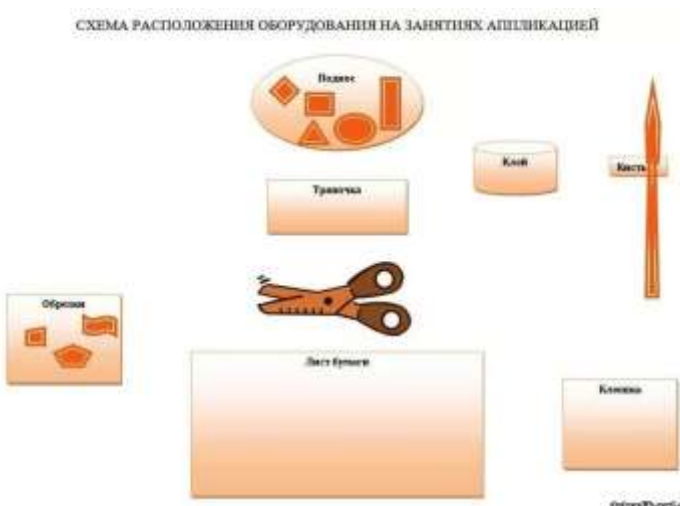 СХЕМА РАСПОЛОЖЕНИЯ ОБОРУДОВАНИЯ НА ЗАНЯТИЯХ АППЛИКАЦИЕЙ
Поднос
Клей
Кисть
Тряпочка
Обрезки
Лист бумаги
Клеенка